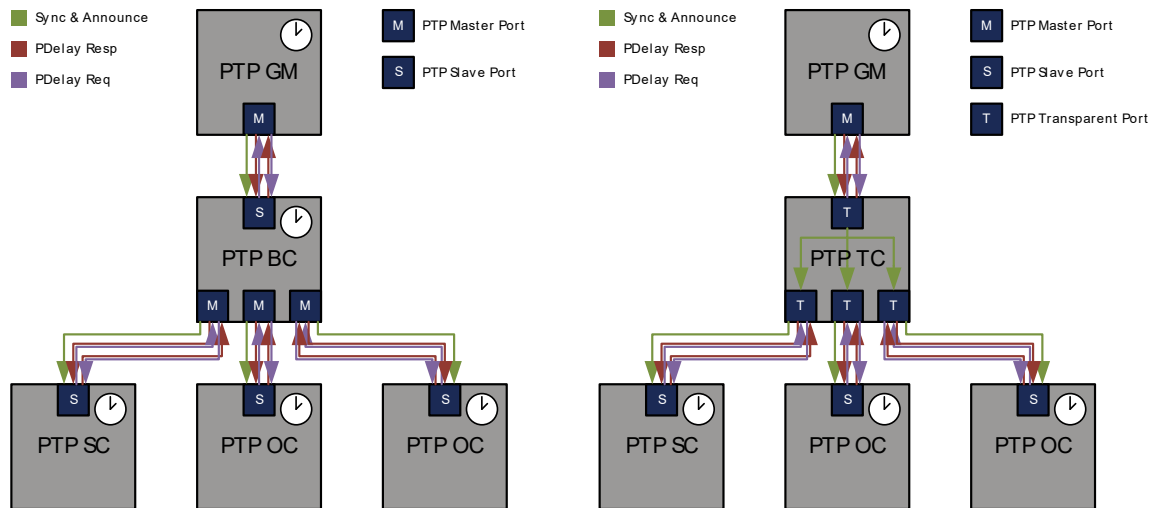 Sync & Announce
PDelay Resp
PDelay Req
PTP GM
M
M
PTP Master Port
S
PTP Slave Port
S
PTP BC
M
M
M
S
PTP SC
S
PTP OC
S
PTP OC
Sync & Announce
PDelay Resp
PDelay Req
PTP GM
M
M
PTP Master Port
S
PTP Slave Port
T
PTP Transparent Port
T
PTP TC
T
T
T
S
PTP SC
S
PTP OC
S
PTP OC